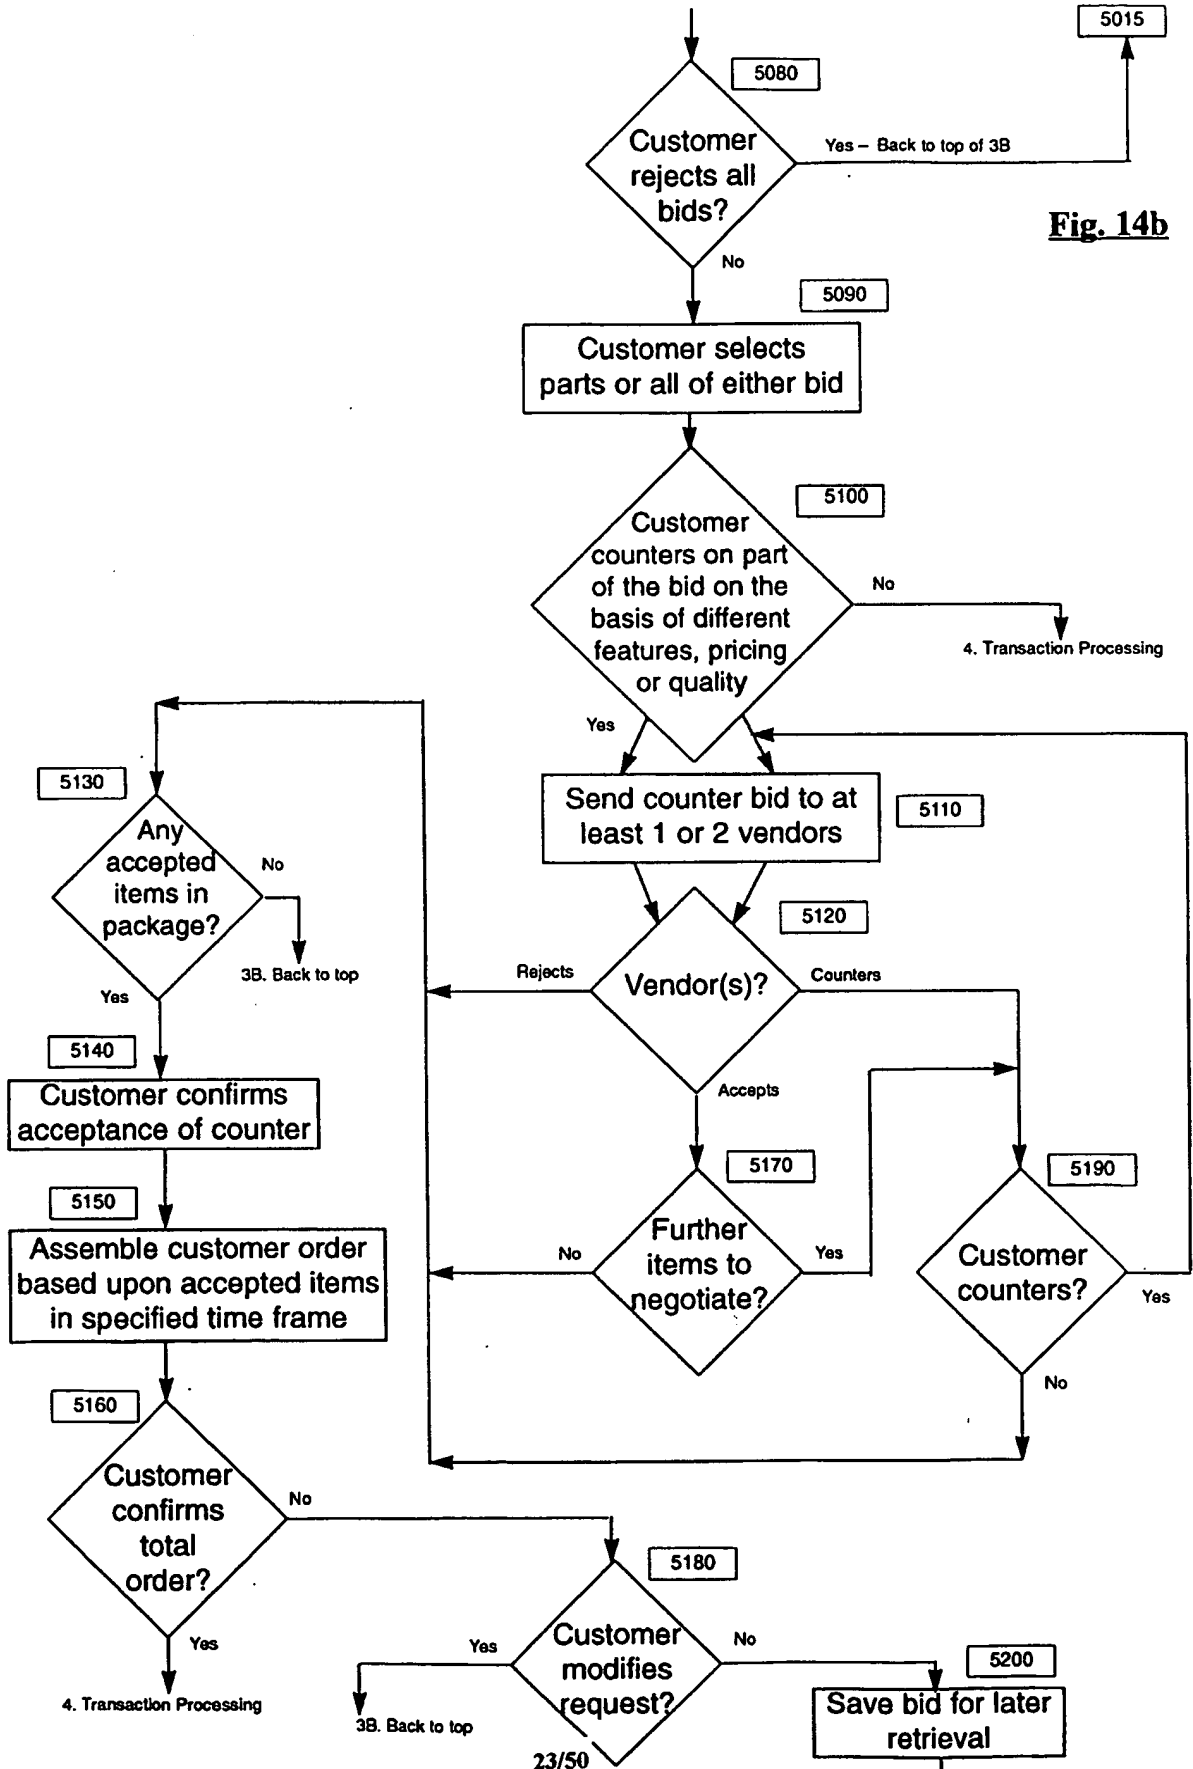 5015
5080
Customer
rejects all
bids?
Yes – Back to top of 3B
Fig. 14b
No
5090
Customer selects
parts or all of either bid
5100
Customer
counters on part
of the bid on the
basis of different
features, pricing
or quality
No
4. Transaction Processing
Yes
5110
Send counter bid to at
least 1 or 2 vendors
5130
Any
accepted
items in
package?
No
3B. Back to top
Yes
5120
Vendor(s)?
Rejects
Counters
Accepts
5140
Customer confirms
acceptance of counter
5170
Further
items to
negotiate?
No
Yes
5190
Customer
counters?
Yes
No
5150
Assemble customer order
based upon accepted items
in specified time frame
5160
Customer
confirms
total
order?
No
Yes
4. Transaction Processing
5180
Customer
modifies
request?
Yes
3B. Back to top
No
5200
Save bid for later
retrieval
23/50